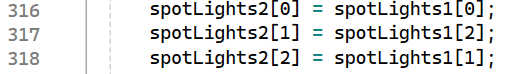 316 spotLights2[0] = spotLights1[0];
317 spotLights2[1] = spotLights1[2];
318 spotLights2[2] = spotLights1[1];